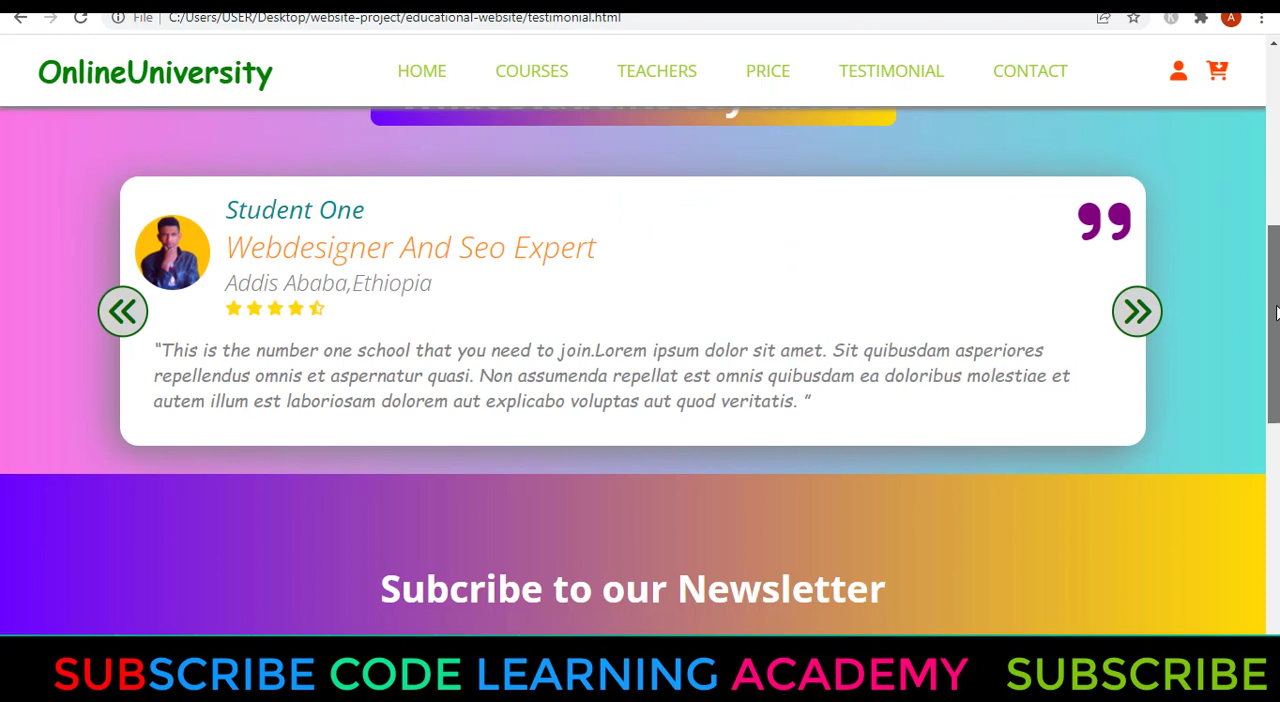 File C:/Users/USER/Desktop/website-project/educational-website/testimonial.html
A
OnlineUniversity HOME COURSES TEACHERS PRICE TESTIMONIAL CONTACT
Student One
Webdesigner And Seo Expert
Addis Ababa,Ethiopia
"This is the number one school that you need to join.Lorem ipsum dolor sit amet. Sit quibusdam asperiores
repellendus omnis et aspernatur quasi. Non assumenda repellat est omnis quibusdam ea doloribus molestiae et
autem illum est laboriosam dolorem aut explicabo voluptas aut quod veritatis. "
Subcribe to our Newsletter
SUBSCRIBE CODE LEARNING ACADEMY SUBSCRIBE